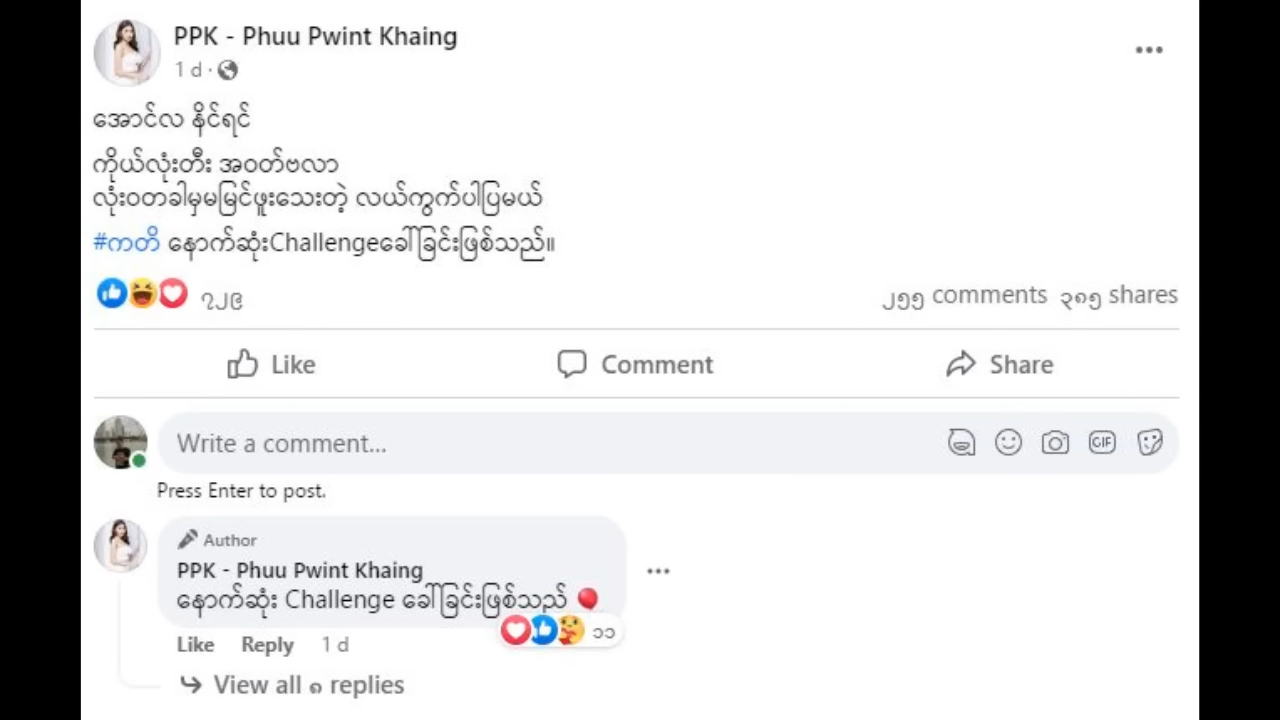 PPK - Phuu Pwint Khaing
1 d ·
အောင်လ နိုင်ရင်
ကိုယ်လုံးတီး အဝတ်ဗလာ
လုံးဝတခါမှမမြင်ဖူးသေးတဲ့ လယ်ကွက်ပါပြမယ်
#ကတိ နောက်ဆုံးChallengeခေါ်ခြင်းဖြစ်သည်။
၇၂၉
၂၅၅ comments ၃၈၅ shares
Like
Comment
Share
Write a comment...
GIF
Press Enter to post.
Author
PPK - Phuu Pwint Khaing
နောက်ဆုံး Challenge ခေါ်ခြင်းဖြစ်သည်
၁၁
Like Reply 1 d
View all ၈ replies